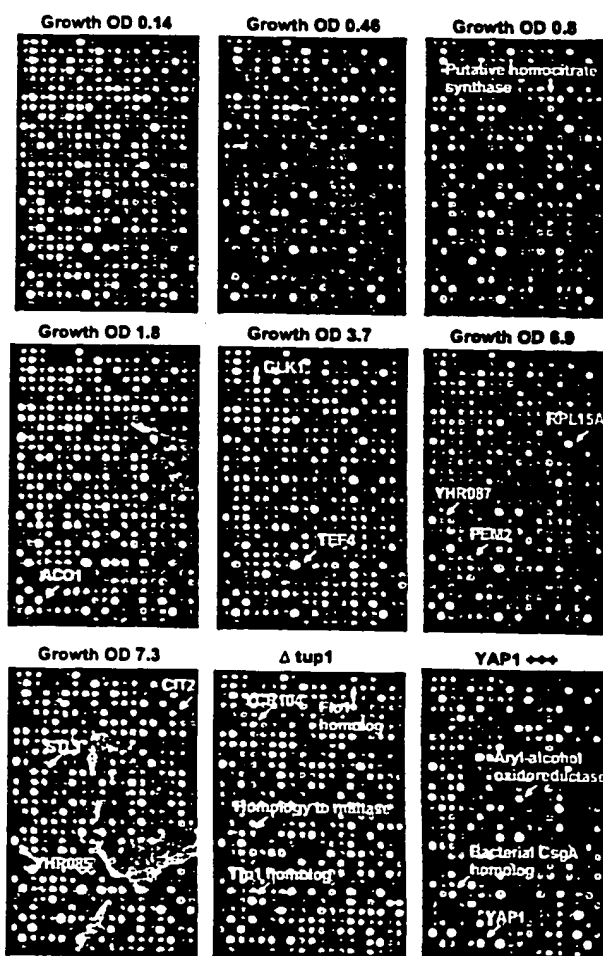 Growth OD 0.14
Growth OD 0.46
Growth OD 0.8
Putative homocitrate
synthase
Growth OD 1.8
Growth OD 3.7
Growth OD 6.9
GLK1
RPL15A
YHR087
TEF4
PEM2
ACO1
Growth OD 7.3
Δ tup1
YAP1 +++
CIT2
homolog
Aryl-alcohol
oxidoreductase
Homology to maltase
YHR085
Tip1 homolog
Bacterial CsgA
homolog
YAP1